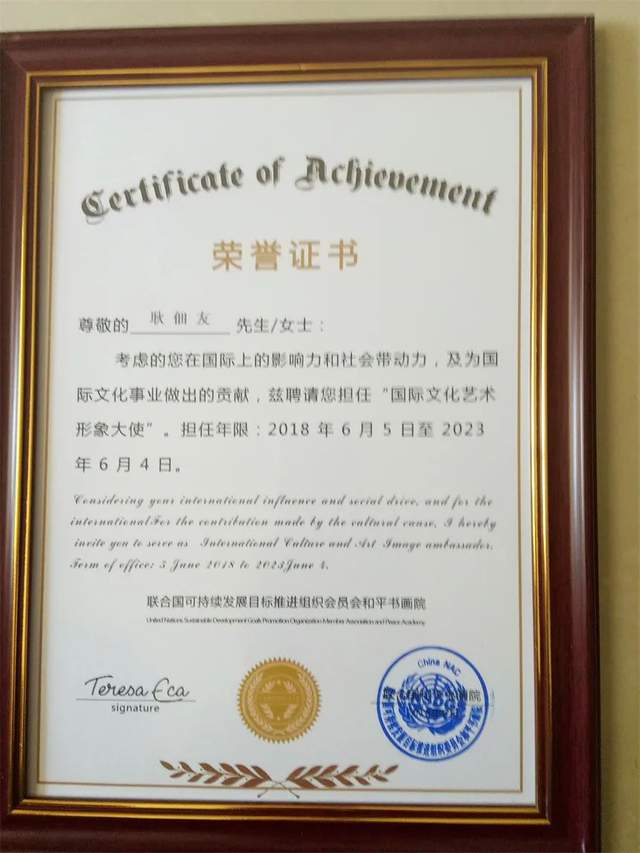 Certificate of Achievement
荣誉证书
尊敬的 耿佃友 先生/女士：
考虑的您在国际上的影响力和社会带动力，及为国
际文化事业做出的贡献，兹聘请您担任“国际文化艺术
形象大使”。担任年限：2018 年 6 月 5 日至 2023
年 6 月 4 日。
Considering your international influence and social drive, and for the
internationalFor the contribution made by the cultural cause, I hereby
invite you to serve as International Culture and Art Image ambassador.
Term of office: 5 June 2018 to 2023June 4.
联合国可持续发展目标推进组织会员会和平书画院
United Nations Sustainable Development Goals Promotion Organization Member Association and Peace Academy
Teresa Eca
signature
China NAC